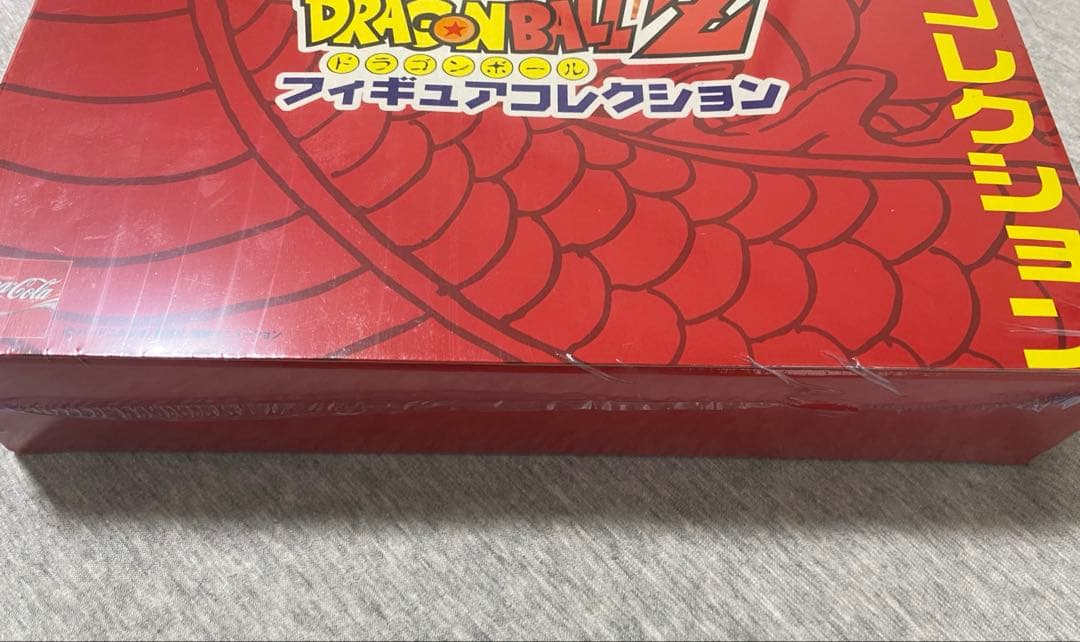 DRAGONBALL Z
ドラゴンボール
フィギュアコレクション
コレクション
Coca-Cola